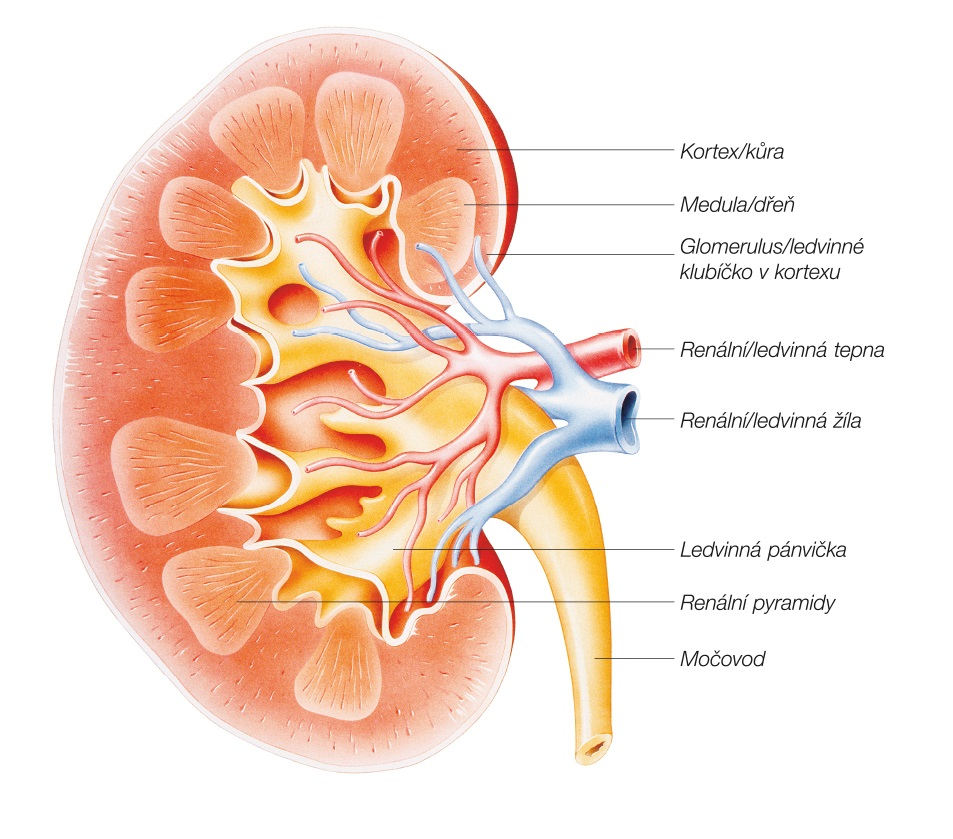 Kortex/kůra
Medula/dřeň
Glomerulus/ledvinné
klubíčko v kortexu
Renální/ledvinná tepna
Renální/ledvinná žíla
Ledvinná pánvička
Renální pyramidy
Močovod